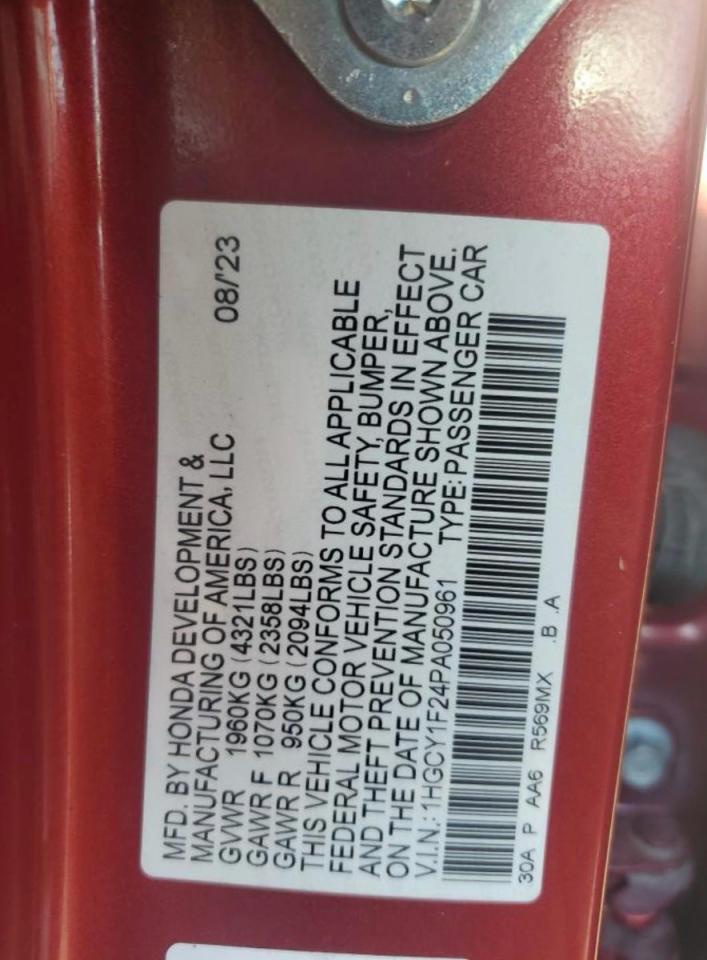 MFD. BY HONDA DEVELOPMENT &
MANUFACTURING OF AMERICA, LLC 08/'23
GVWR 1960KG (4321LBS)
GAWR F 1070KG (2358LBS)
GAWR R 950KG (2094LBS)
THIS VEHICLE CONFORMS TO ALL APPLICABLE
FEDERAL MOTOR VEHICLE SAFETY, BUMPER,
AND THEFT PREVENTION STANDARDS IN EFFECT
ON THE DATE OF MANUFACTURE SHOWN ABOVE.
V.I.N.: 1HGCY1F24PA050961 TYPE: PASSENGER CAR
30A P AA6 R569MX .B .A